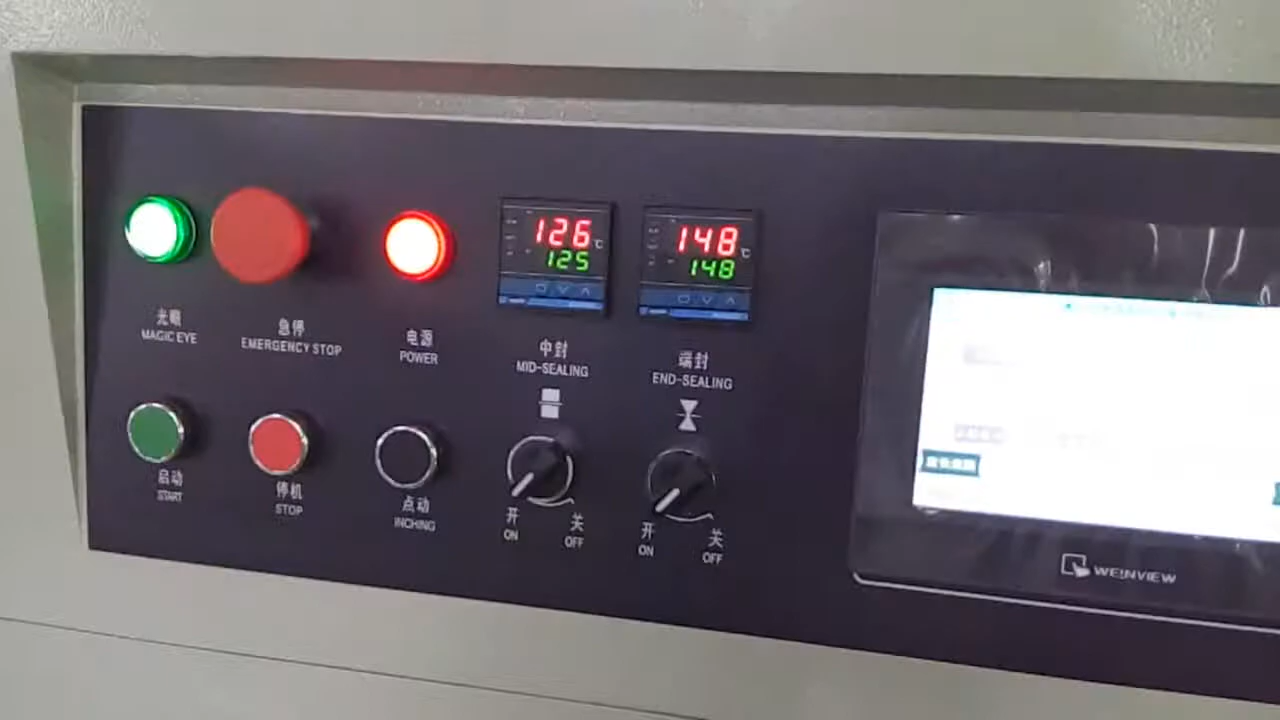 126 ℃
125
148 ℃
148
光眼
MAGIC EYE
急停
EMERGENCY STOP
电源
POWER
中封
MID-SEALING
端封
END-SEALING
启动
START
停机
STOP
点动
INCHING
开
ON
关
OFF
开
ON
关
OFF
WEINVIEW